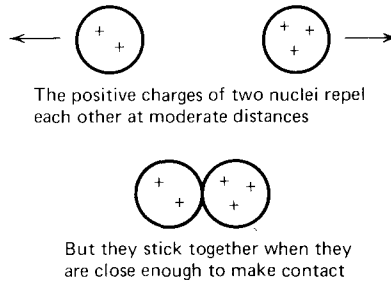 The positive charges of two nuclei repel
each other at moderate distances
But they stick together when they
are close enough to make contact